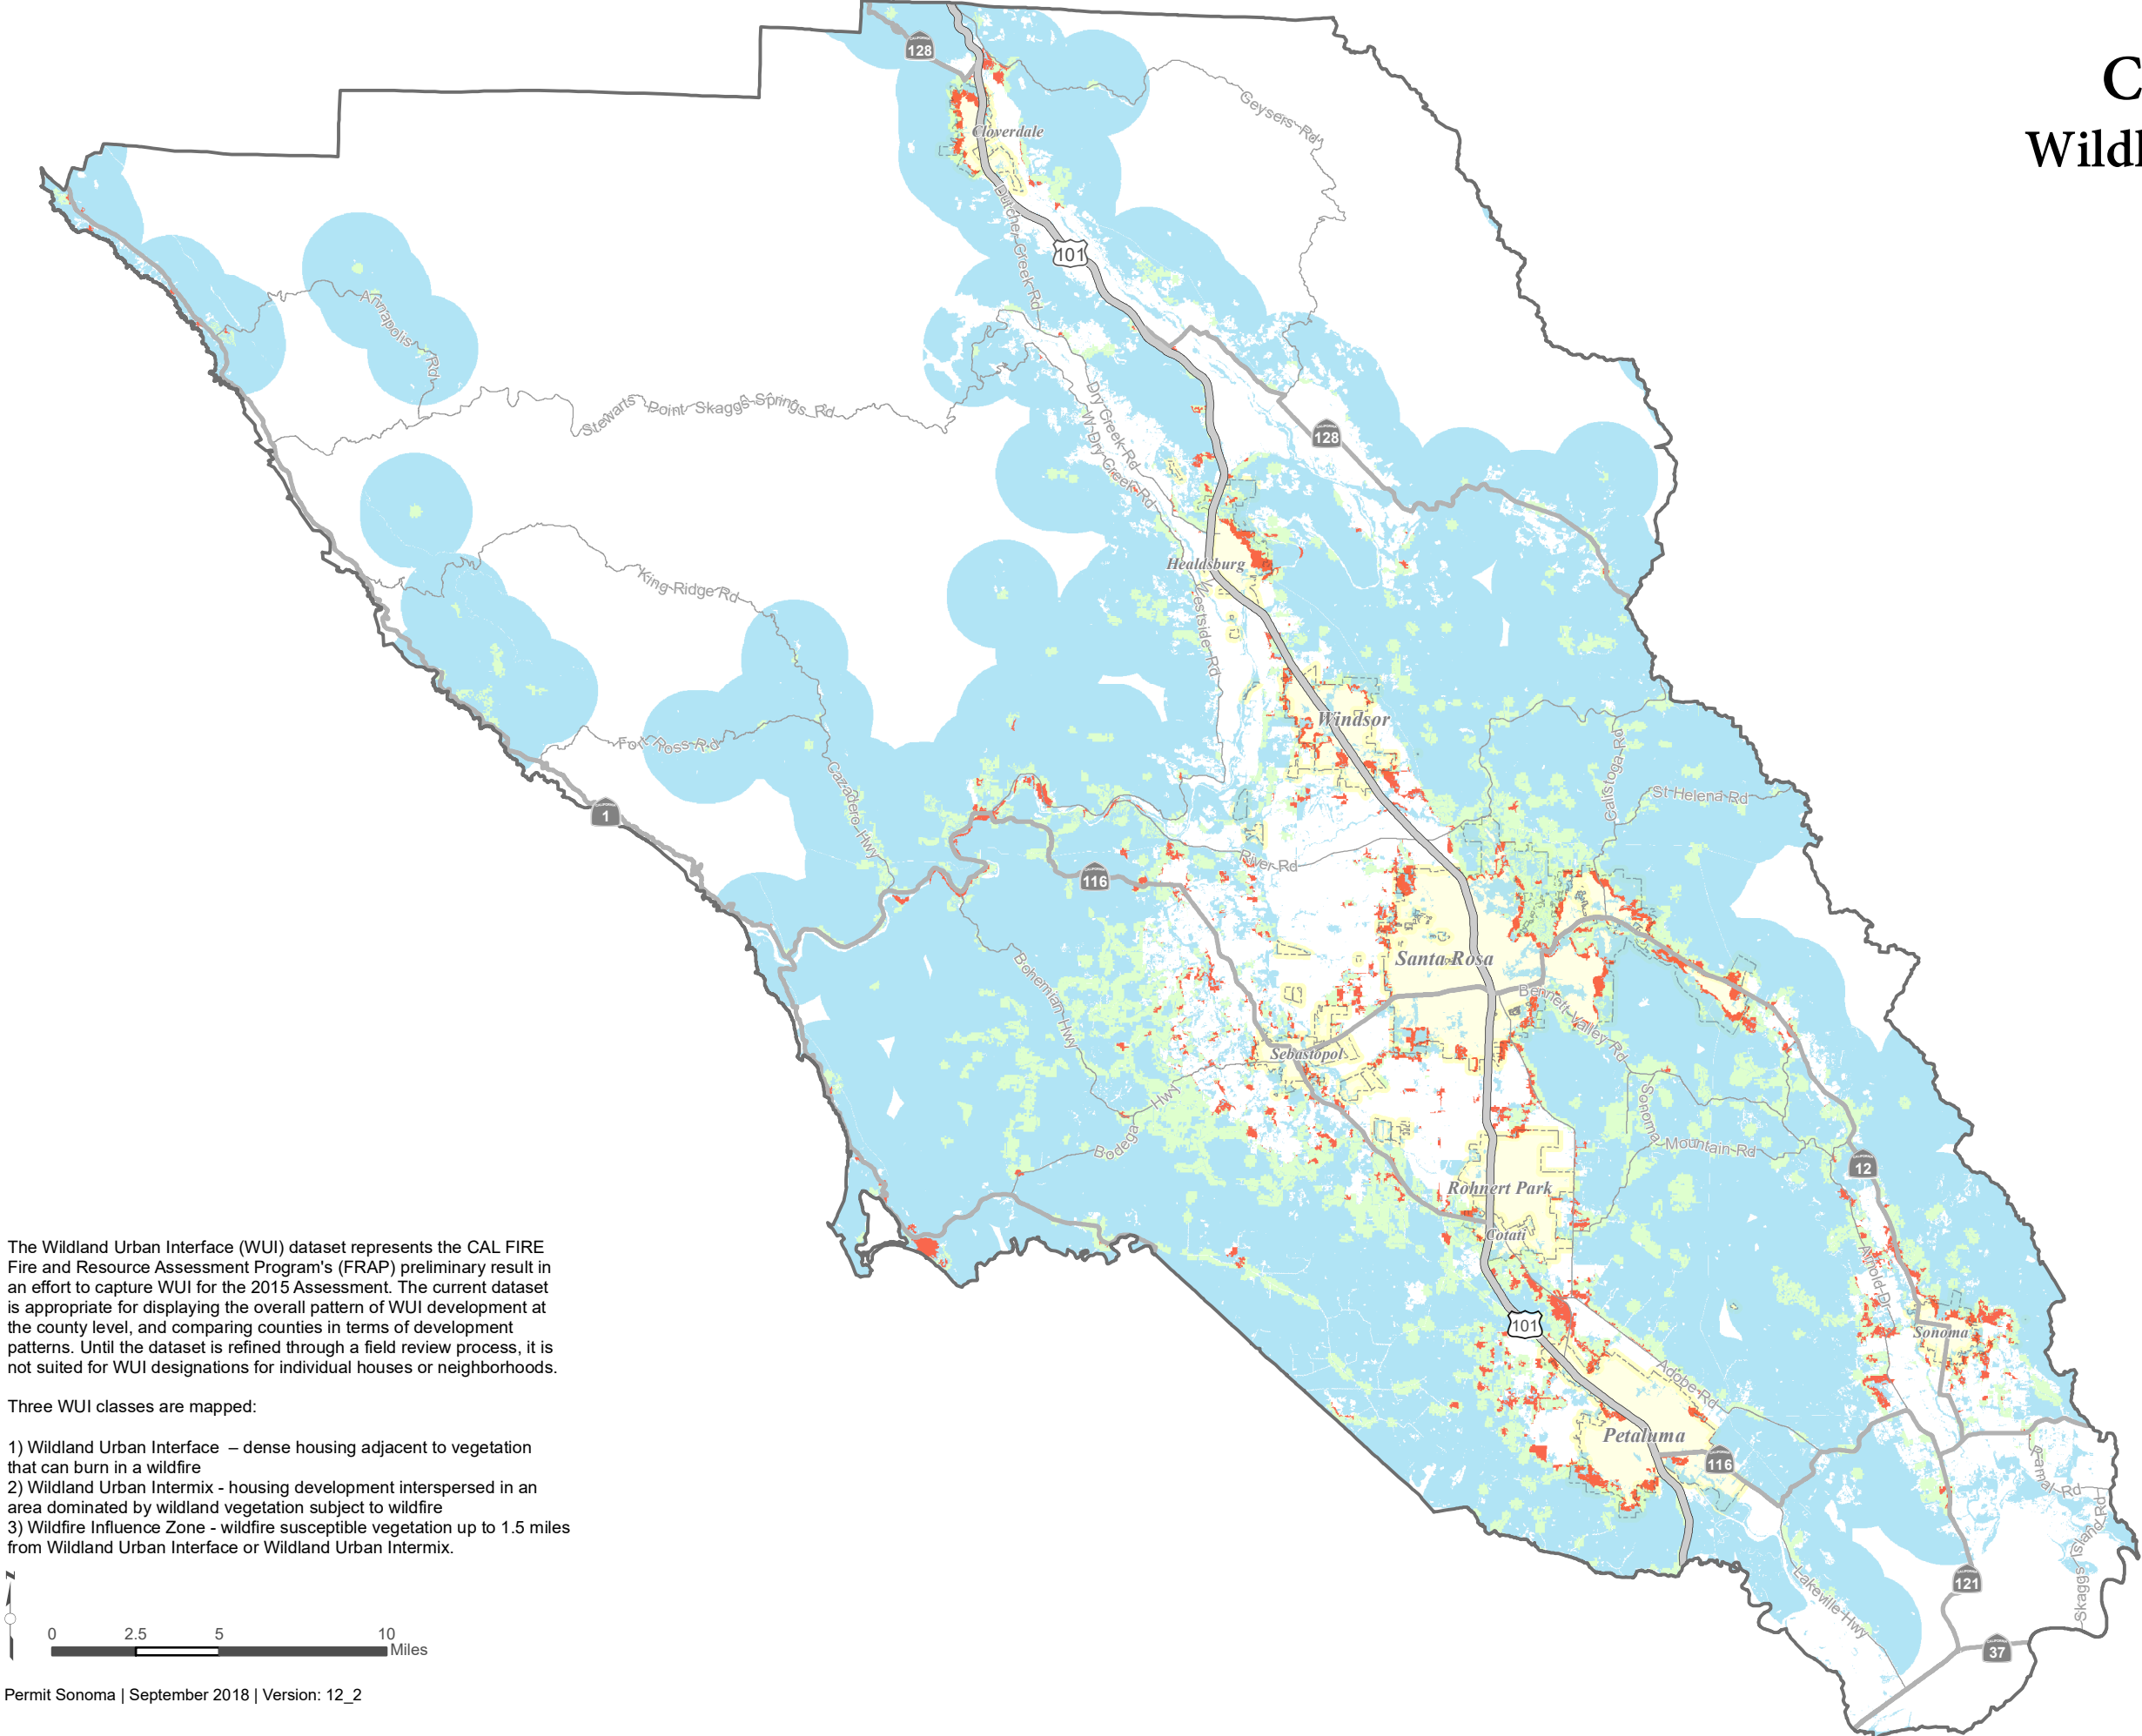 C
Wildl
128
Geysers Rd
Cloverdale
Dutcher Creek Rd
101
Annapolis Rd
Stewarts Point Skaggs Springs Rd
Dry Creek Rd
W Dry Creek Rd
128
King Ridge Rd
Healdsburg
Westside Rd
Windsor
Fort Ross Rd
Cazadero Hwy
Calistoga Rd
St Helena Rd
1
116
River Rd
Santa Rosa
Bohemian Hwy
Bennett Valley Rd
Sebastopol
Bodega Hwy
Sonoma Mountain Rd
12
Rohnert Park
Cotati
Arnold Dr
101
Sonoma
Adobe Rd
Petaluma
116
Ramal Rd
Skaggs Island Rd
121
Lakeville Hwy
37
The Wildland Urban Interface (WUI) dataset represents the CAL FIRE
Fire and Resource Assessment Program's (FRAP) preliminary result in
an effort to capture WUI for the 2015 Assessment. The current dataset
is appropriate for displaying the overall pattern of WUI development at
the county level, and comparing counties in terms of development
patterns. Until the dataset is refined through a field review process, it is
not suited for WUI designations for individual houses or neighborhoods.
Three WUI classes are mapped:
1) Wildland Urban Interface – dense housing adjacent to vegetation
that can burn in a wildfire
2) Wildland Urban Intermix - housing development interspersed in an
area dominated by wildland vegetation subject to wildfire
3) Wildfire Influence Zone - wildfire susceptible vegetation up to 1.5 miles
from Wildland Urban Interface or Wildland Urban Intermix.
N
0 2.5 5 10
Miles
Permit Sonoma | September 2018 | Version: 12_2